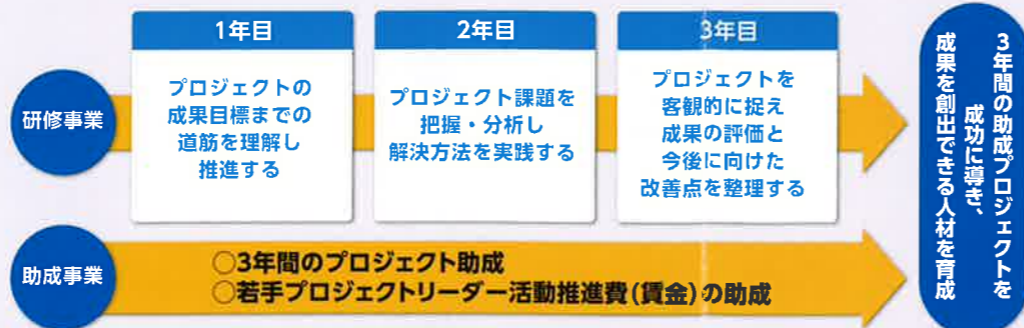 1年目
2年目
3年目
研修事業
プロジェクトの
成果目標までの
道筋を理解し
推進する
プロジェクト課題を
把握・分析し
解決方法を実践する
プロジェクトを
客観的に捉え
成果の評価と
今後に向けた
改善点を整理する
助成事業
○3年間のプロジェクト助成
○若手プロジェクトリーダー活動推進費(賃金)の助成
3年間の助成プロジェクトを
成功に導き、
成果を創出できる人材を育成